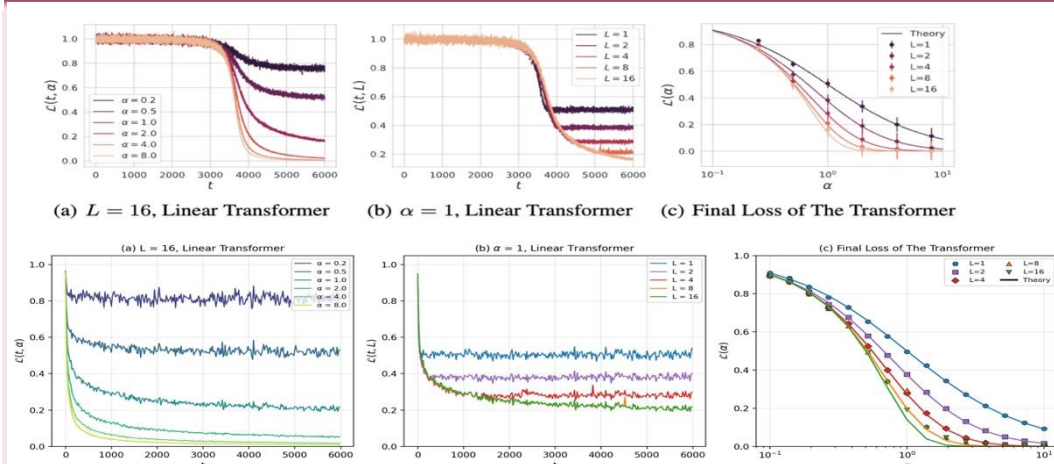 1.0
0.8
0.6
0.4
0.2
0.0
ℒ(t, α)
α = 0.2
α = 0.5
α = 1.0
α = 2.0
α = 4.0
α = 8.0
0 1000 2000 3000 4000 5000 6000
t
1.0
0.8
0.6
0.4
0.2
ℒ(t, L)
L = 1
L = 2
L = 4
L = 8
L = 16
0 1000 2000 3000 4000 5000 6000
t
0.8
0.6
0.4
0.2
0.0
ℒ(α)
Theory
L=1
L=2
L=4
L=8
L=16
10⁻¹ 10⁰ 10¹
α
(a) L = 16, Linear Transformer
(b) α = 1, Linear Transformer
(c) Final Loss of The Transformer
(a) L = 16, Linear Transformer
1.0
0.8
0.6
0.4
0.2
0.0
ℒ(t, α)
α = 0.2
α = 0.5
α = 1.0
α = 2.0
α = 4.0
α = 8.0
0 1000 2000 3000 4000 5000 6000
(b) α = 1, Linear Transformer
1.0
0.8
0.6
0.4
0.2
0.0
ℒ(t, L)
L = 1
L = 2
L = 4
L = 8
L = 16
0 1000 2000 3000 4000 5000 6000
(c) Final Loss of The Transformer
1.0
0.8
0.6
0.4
0.2
0.0
ℒ(α)
L=1 L=8
L=2 L=16
L=4 Theory
10⁻¹ 10⁰ 10¹